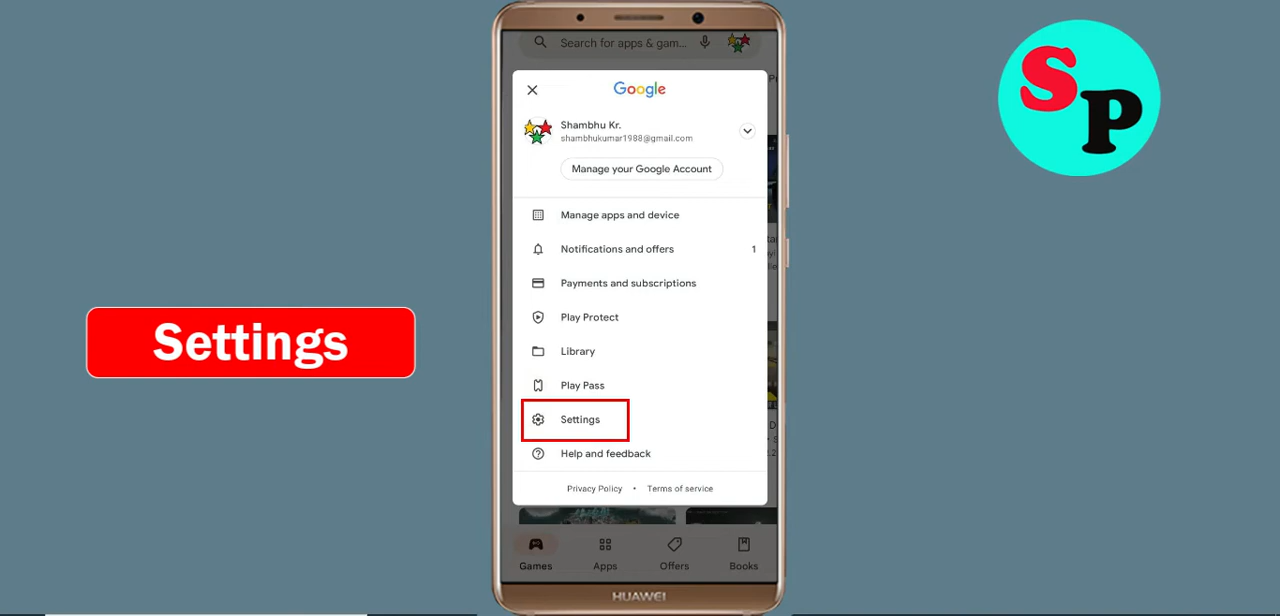 Search for apps & gam...
Google
Shambhu Kr.
shambhukumar1988@gmail.com
Manage your Google Account
Manage apps and device
Notifications and offers 1
Payments and subscriptions
Play Protect
Library
Play Pass
Settings
Help and feedback
Privacy Policy • Terms of service
Games Apps Offers Books
HUAWEI
Settings
SP